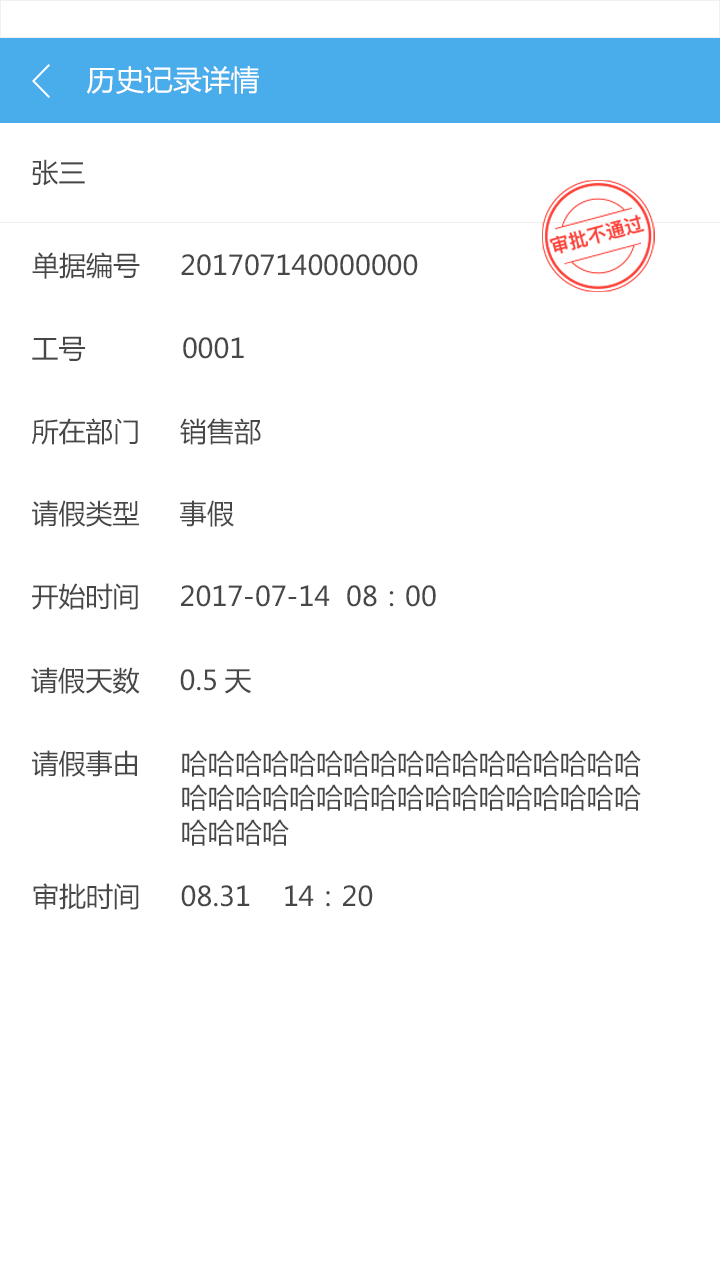 历史记录详情
张三
审批不通过
单据编号 201707140000000
工号 0001
所在部门 销售部
请假类型 事假
开始时间 2017-07-14 08：00
请假天数 0.5 天
请假事由 哈哈哈哈哈哈哈哈哈哈哈哈哈哈哈哈哈
哈哈哈哈哈哈哈哈哈哈哈哈哈哈哈哈哈
哈哈哈哈
审批时间 08.31 14：20